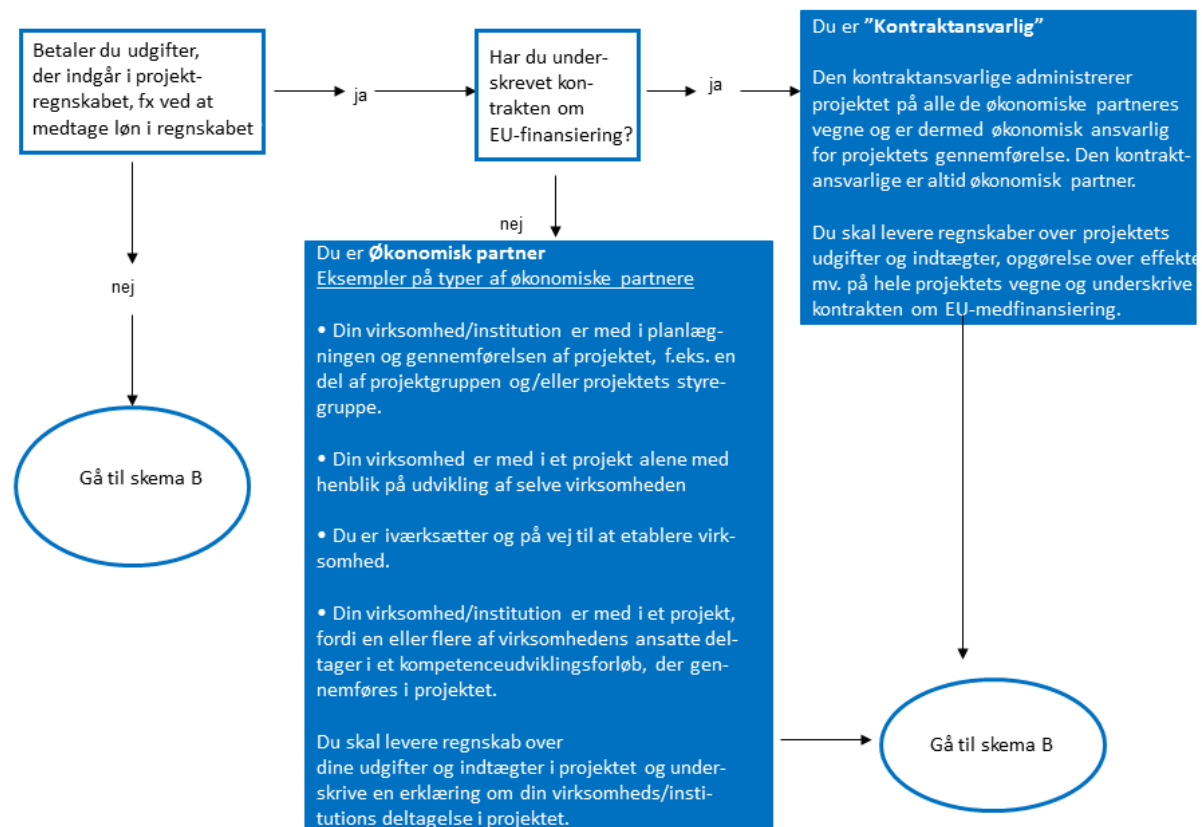 Betaler du udgifter,
der indgår i projekt-
regnskabet, fx ved at
medtage løn i regnskabet
ja
Har du under-
skrevet kon-
trakten om
EU-finansiering?
ja
Du er ”Kontraktansvarlig”
Den kontraktansvarlige administrerer
projektet på alle de økonomiske partneres
vegne og er dermed økonomisk ansvarlig
for projektets gennemførelse. Den kontrakt-
ansvarlige er altid økonomisk partner.
Du skal levere regnskaber over projektets
udgifter og indtægter, opgørelse over effekte
mv. på hele projektets vegne og underskrive
kontrakten om EU-medfinansiering.
nej
Gå til skema B
nej
Du er Økonomisk partner
Eksempler på typer af økonomiske partnere
• Din virksomhed/institution er med i planlæg-
ningen og gennemførelsen af projektet, f.eks. en
del af projektgruppen og/eller projektets styre-
gruppe.
• Din virksomhed er med i et projekt alene med
henblik på udvikling af selve virksomheden
• Du er iværksætter og på vej til at etablere virk-
somhed.
• Din virksomhed/institution er med i et projekt,
fordi en eller flere af virksomhedens ansatte del-
tager i et kompetenceudviklingsforløb, der gen-
nemføres i projektet.
Du skal levere regnskab over
dine udgifter og indtægter i projektet og under-
skrive en erklæring om din virksomheds/insti-
tutions deltagelse i projektet.
Gå til skema B